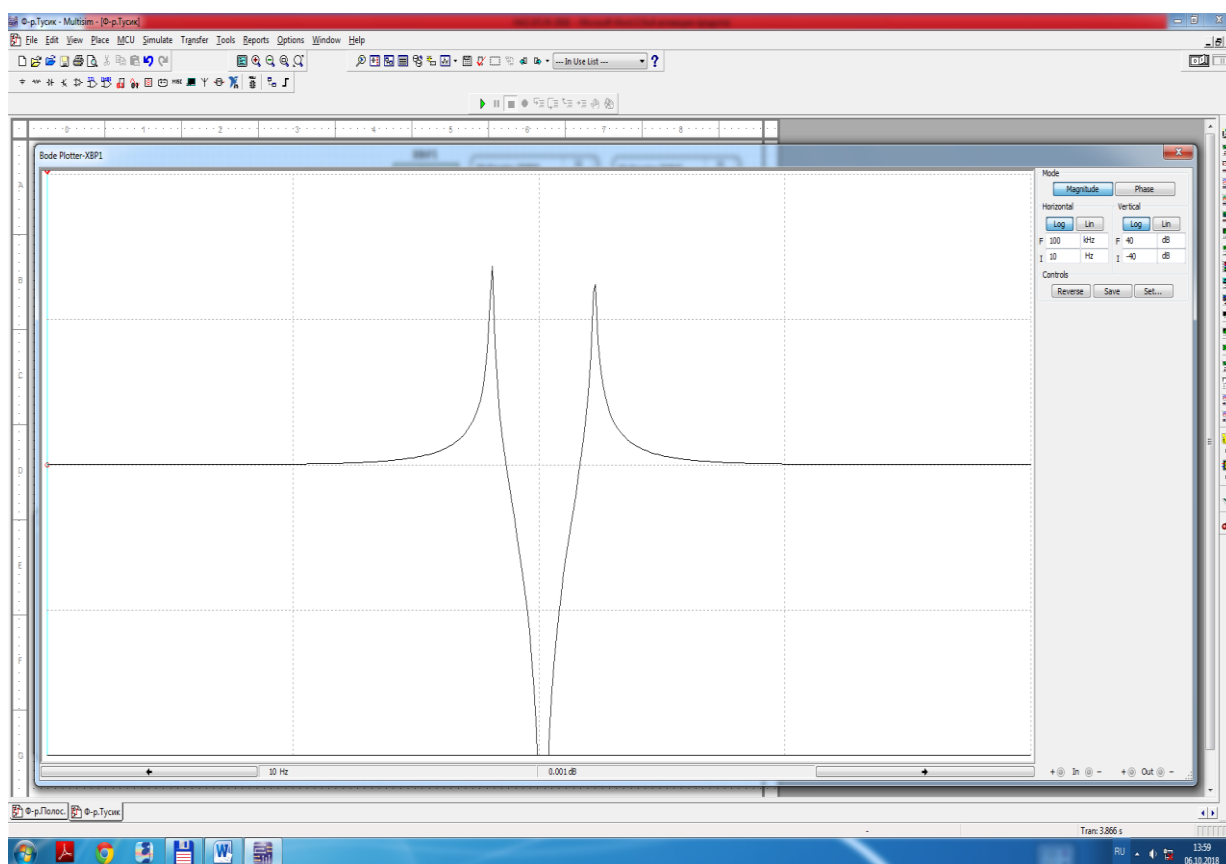 Ф-р.Тусик - Multisim - [Ф-р.Тусик]
File Edit View Place MCU Simulate Transfer Tools Reports Options Window Help
--- In Use List ---
Bode Plotter-XBP1
Mode
Magnitude Phase
Horizontal Vertical
Log Lin Log Lin
F 100 kHz F 40 dB
I 10 Hz I -40 dB
Controls
Reverse Save Set...
10 Hz 0.001 dB
+ In - + Out -
Ф-р.Полос. Ф-р.Тусик
Tran: 3.866 s
RU 13:59